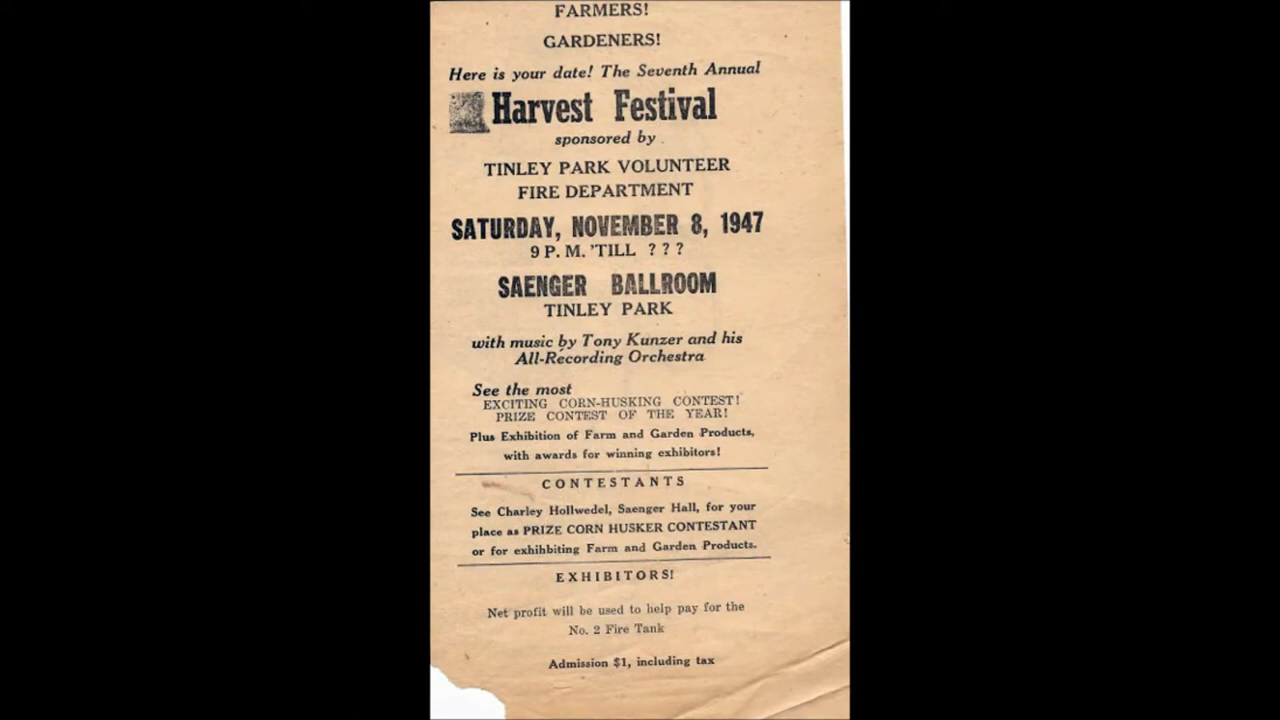 FARMERS!
GARDENERS!
Here is your date! The Seventh Annual
Harvest Festival
sponsored by
TINLEY PARK VOLUNTEER
FIRE DEPARTMENT
SATURDAY, NOVEMBER 8, 1947
9 P. M. 'TILL ? ? ?
SAENGER BALLROOM
TINLEY PARK
with music by Tony Kunzer and his
All-Recording Orchestra
See the most
EXCITING CORN-HUSKING CONTEST!
PRIZE CONTEST OF THE YEAR!
Plus Exhibition of Farm and Garden Products,
with awards for winning exhibitors!
CONTESTANTS
See Charley Hollwedel, Saenger Hall, for your
place as PRIZE CORN HUSKER CONTESTANT
or for exhihbiting Farm and Garden Products.
EXHIBITORS!
Net profit will be used to help pay for the
No. 2 Fire Tank
Admission $1, including tax